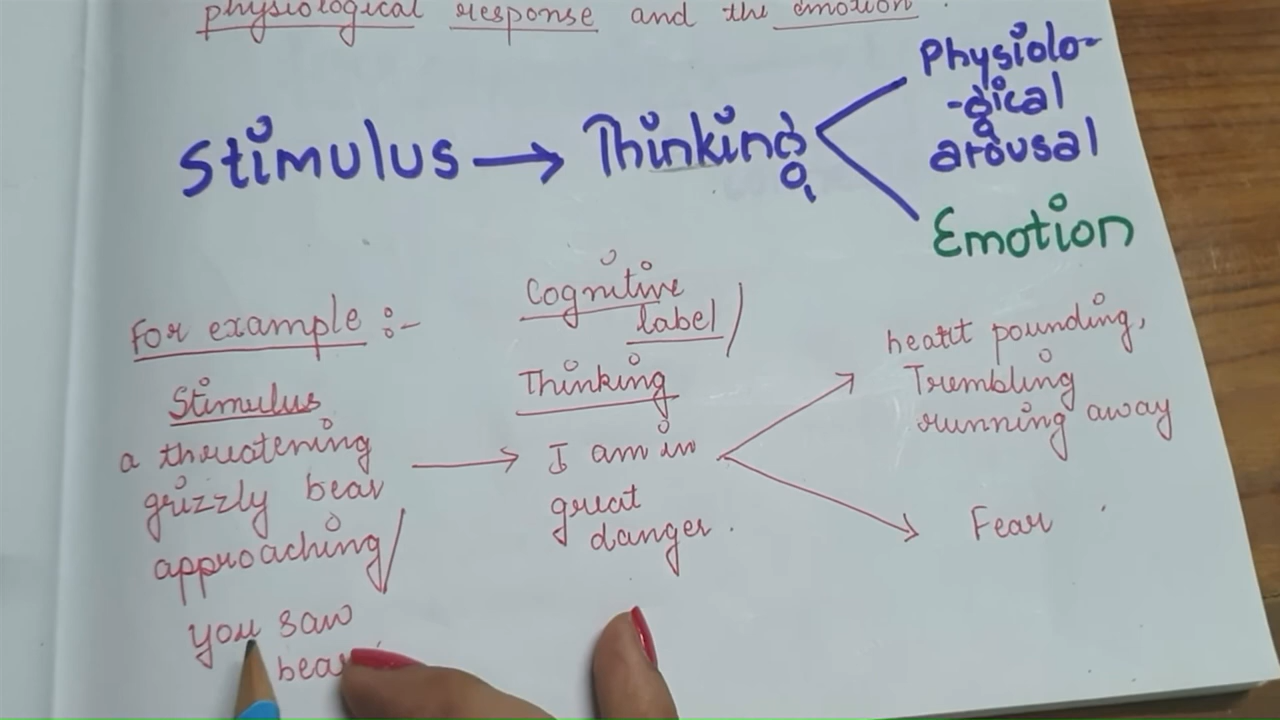 physiological response and the emotion.
Stimulus → Thinking
Physiolo-
-gical
arousal
Emotion
For example :-
Stimulus
a threatening
grizzly bear
approaching/
you saw
bear
Cognitive
label/
Thinking
I am in
great
danger.
heart pounding,
Trembling
running away
Fear